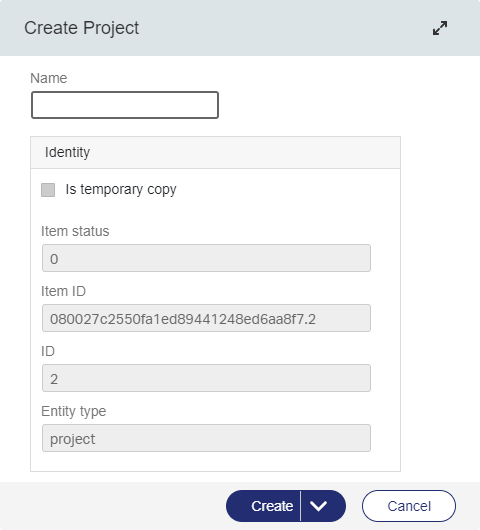 Create Project
Name
Identity
Is temporary copy
Item status
0
Item ID
080027c2550fa1ed89441248ed6aa8f7.2
ID
2
Entity type
project
Create
Cancel